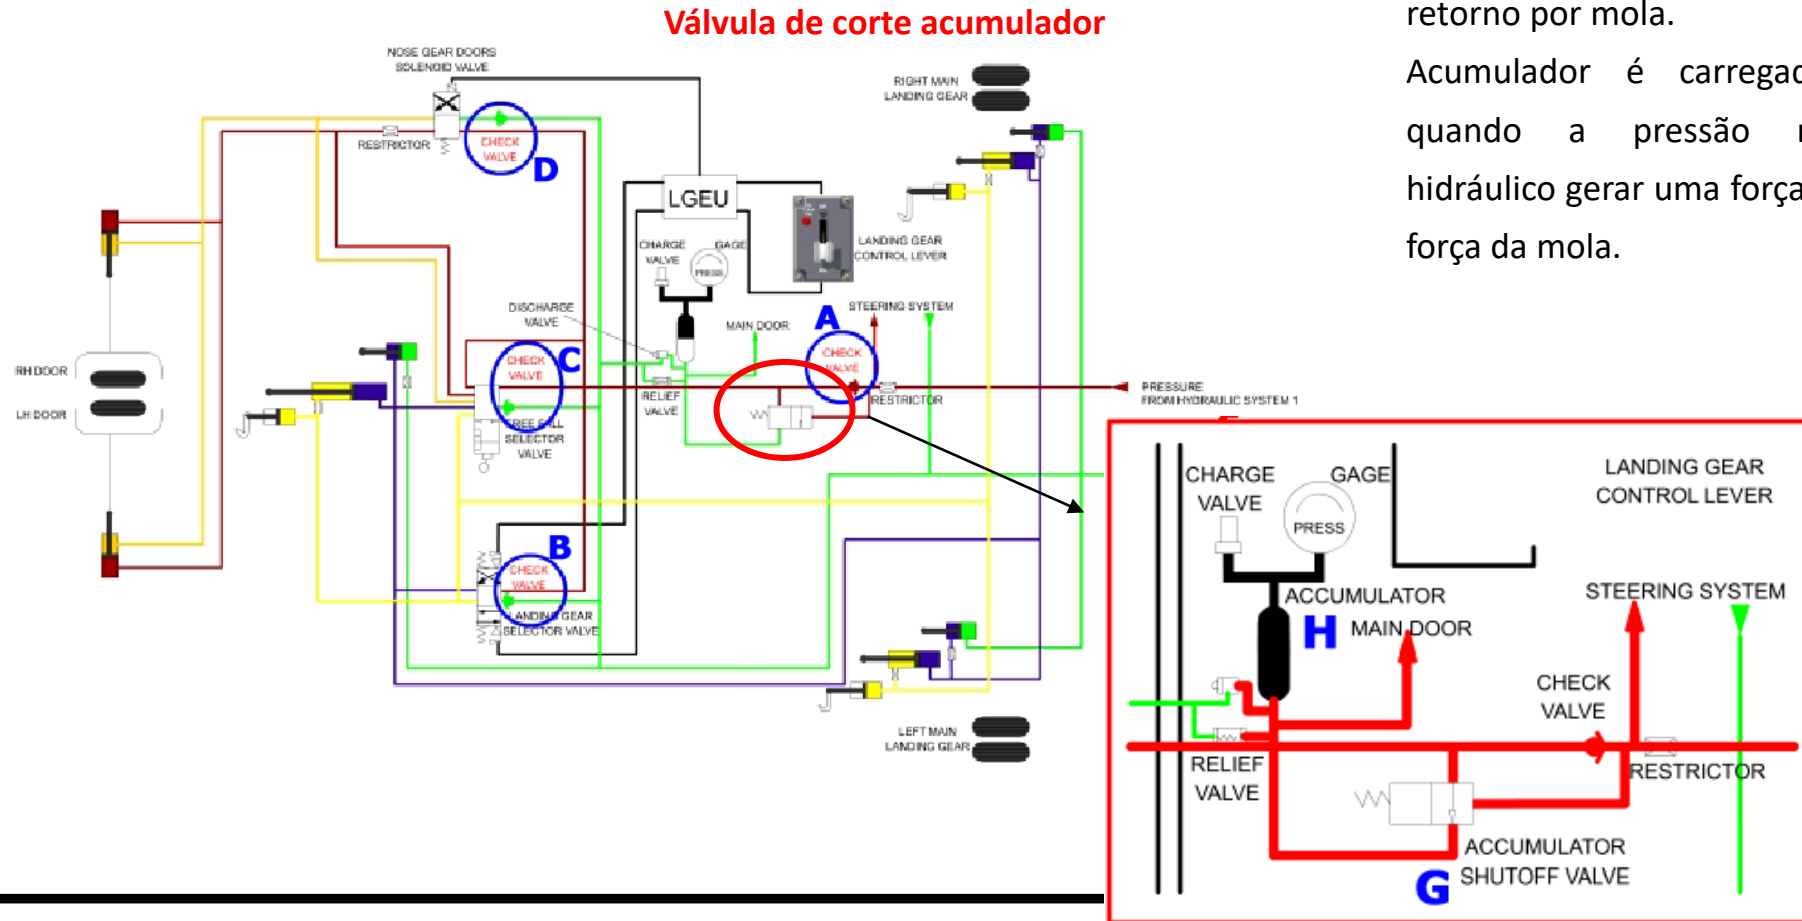 Válvula de corte acumulador
retorno por mola.
Acumulador é
quando a pressão
hidráulico gerar uma força
força da mola.
NOSE GEAR DOORS
SOLENOID VALVE
RIGHT MAIN
LANDING GEAR
RESTRICTOR
CHECK
VALVE
D
LGEU
CHARGE
VALVE
GAGE
PRESS
LANDING GEAR
CONTROL LEVER
DISCHARGE
VALVE
MAIN DOOR
STEERING SYSTEM
A
CHECK
VALVE
RESTRICTOR
PRESSURE
FROM HYDRAULIC SYSTEM 1
RH DOOR
LH DOOR
CHECK
VALVE
C
RELIEF
VALVE
FREE FALL
SELECTOR
VALVE
B
CHECK
VALVE
LANDING GEAR
SELECTOR VALVE
LEFT MAIN
LANDING GEAR
CHARGE
VALVE
GAGE
PRESS
LANDING GEAR
CONTROL LEVER
ACCUMULATOR
H
MAIN DOOR
STEERING SYSTEM
CHECK
VALVE
RELIEF
VALVE
RESTRICTOR
ACCUMULATOR
SHUTOFF VALVE
G